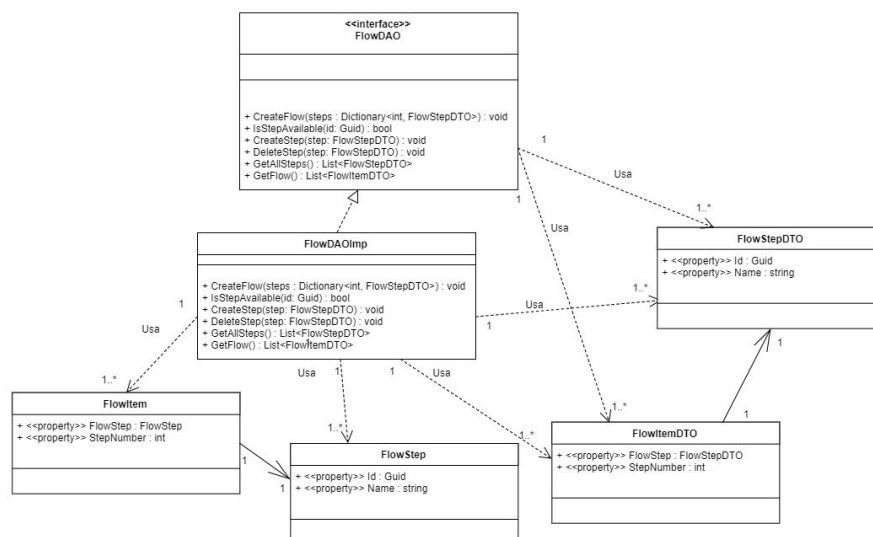 <<interface>>
FlowDAO
+ CreateFlow(steps : Dictionary<int, FlowStepDTO>) : void
+ IsStepAvailable(id: Guid) : bool
+ CreateStep(step: FlowStepDTO) : void
+ DeleteStep(step: FlowStepDTO) : void
+ GetAllSteps() : List<FlowStepDTO>
+ GetFlow() : List<FlowItemDTO>
1
1
Usa
Usa
1..*
FlowStepDTO
+ <<property>> Id : Guid
+ <<property>> Name : string
FlowDAOImp
+ CreateFlow(steps : Dictionary<int, FlowStepDTO>) : void
+ IsStepAvailable(id: Guid) : bool
+ CreateStep(step: FlowStepDTO) : void
+ DeleteStep(step: FlowStepDTO) : void
+ GetAllSteps() : List<FlowStepDTO>
+ GetFlow() : List<FlowItemDTO>
1
Usa
1..*
1
Usa
1..*
1
Usa
1..*
1
Usa
1..*
1..*
1
1
FlowItem
+ <<property>> FlowStep : FlowStep
+ <<property>> StepNumber : int
1
1
FlowStep
+ <<property>> Id : Guid
+ <<property>> Name : string
FlowItemDTO
+ <<property>> FlowStep : FlowStepDTO
+ <<property>> StepNumber : int